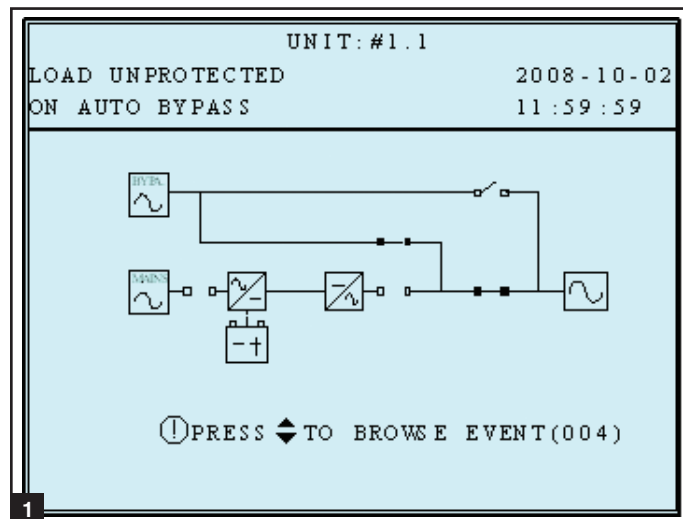 UNIT:#1.1
LOAD UNPROTECTED 2008-10-02
ON AUTO BYPASS 11:59:59
BYPA.
MAINS
PRESS TO BROWSE EVENT(004)
1